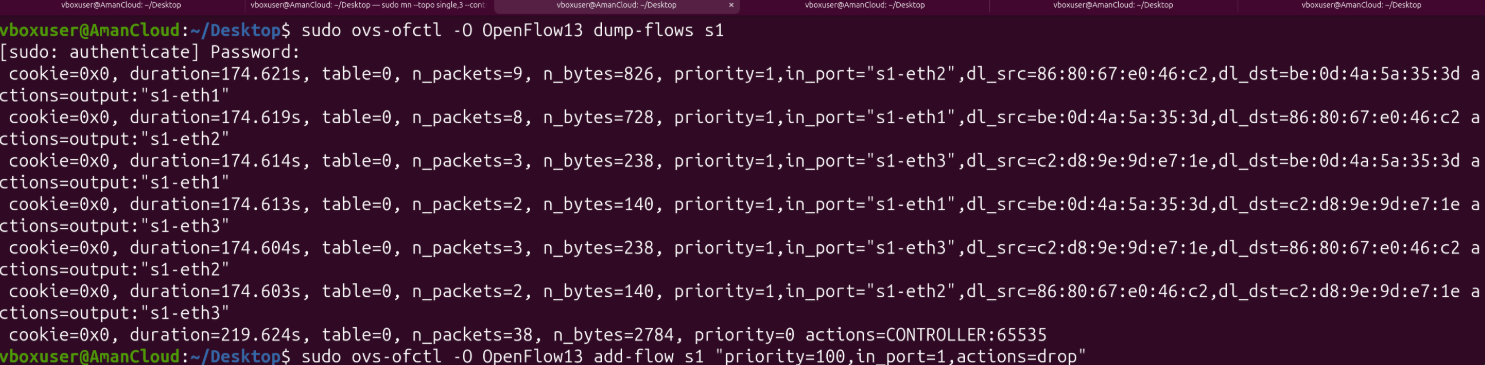 vboxuser@AmanCloud: ~/Desktop vboxuser@AmanCloud: ~/Desktop — sudo mn --topo single,3 --cont vboxuser@AmanCloud: ~/Desktop × vboxuser@AmanCloud: ~/Desktop vboxuser@AmanCloud: ~/Desktop vboxuser@AmanCloud: ~/Desktop
vboxuser@AmanCloud:~/Desktop$ sudo ovs-ofctl -O OpenFlow13 dump-flows s1
[sudo: authenticate] Password:
 cookie=0x0, duration=174.621s, table=0, n_packets=9, n_bytes=826, priority=1,in_port="s1-eth2",dl_src=86:80:67:e0:46:c2,dl_dst=be:0d:4a:5a:35:3d a
ctions=output:"s1-eth1"
 cookie=0x0, duration=174.619s, table=0, n_packets=8, n_bytes=728, priority=1,in_port="s1-eth1",dl_src=be:0d:4a:5a:35:3d,dl_dst=86:80:67:e0:46:c2 a
ctions=output:"s1-eth2"
 cookie=0x0, duration=174.614s, table=0, n_packets=3, n_bytes=238, priority=1,in_port="s1-eth3",dl_src=c2:d8:9e:9d:e7:1e,dl_dst=be:0d:4a:5a:35:3d a
ctions=output:"s1-eth1"
 cookie=0x0, duration=174.613s, table=0, n_packets=2, n_bytes=140, priority=1,in_port="s1-eth1",dl_src=be:0d:4a:5a:35:3d,dl_dst=c2:d8:9e:9d:e7:1e a
ctions=output:"s1-eth3"
 cookie=0x0, duration=174.604s, table=0, n_packets=3, n_bytes=238, priority=1,in_port="s1-eth3",dl_src=c2:d8:9e:9d:e7:1e,dl_dst=86:80:67:e0:46:c2 a
ctions=output:"s1-eth2"
 cookie=0x0, duration=174.603s, table=0, n_packets=2, n_bytes=140, priority=1,in_port="s1-eth2",dl_src=86:80:67:e0:46:c2,dl_dst=c2:d8:9e:9d:e7:1e a
ctions=output:"s1-eth3"
 cookie=0x0, duration=219.624s, table=0, n_packets=38, n_bytes=2784, priority=0 actions=CONTROLLER:65535
vboxuser@AmanCloud:~/Desktop$ sudo ovs-ofctl -O OpenFlow13 add-flow s1 "priority=100,in_port=1,actions=drop"